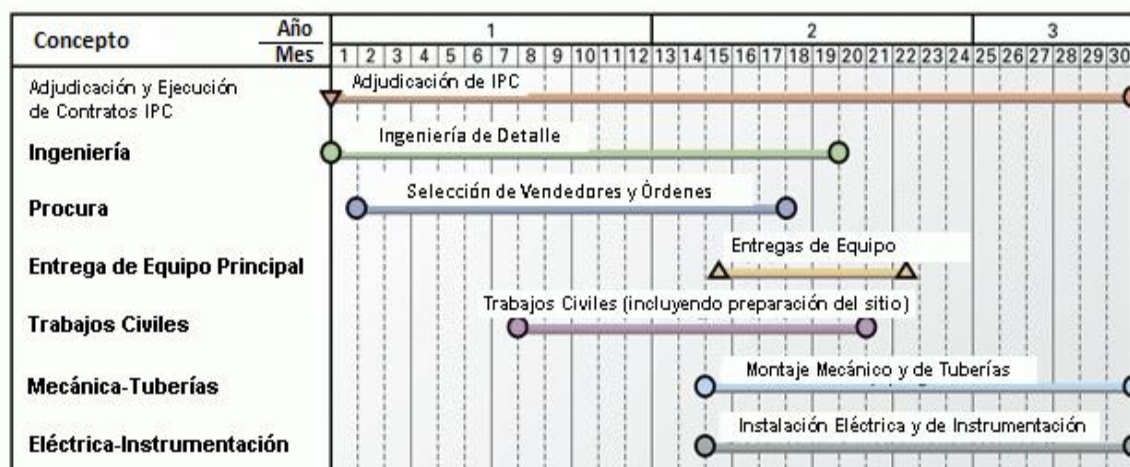 Concepto Año 1 2 3
Mes 1 2 3 4 5 6 7 8 9 10 11 12 13 14 15 16 17 18 19 20 21 22 23 24 25 26 27 28 29 30
Adjudicación y Ejecución
de Contratos IPC
Adjudicación de IPC
Ingeniería
Ingeniería de Detalle
Procura
Selección de Vendedores y Órdenes
Entrega de Equipo Principal
Entregas de Equipo
Trabajos Civiles
Trabajos Civiles (incluyendo preparación del sitio)
Mecánica-Tuberías
Montaje Mecánico y de Tuberías
Eléctrica-Instrumentación
Instalación Eléctrica y de Instrumentación